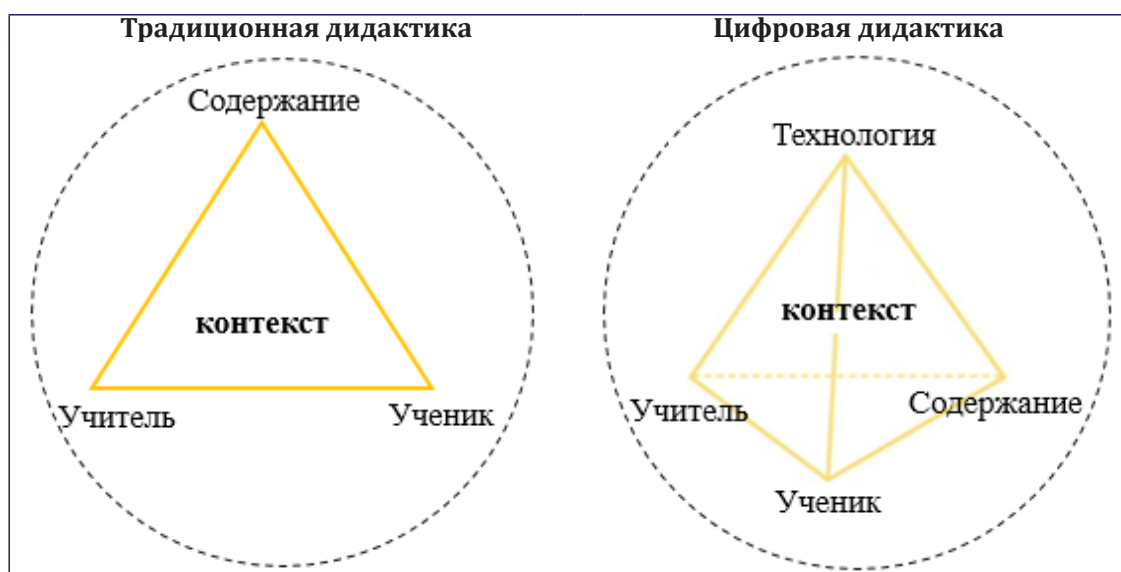 Традиционная дидактика
Содержание
контекст
Учитель
Ученик
Цифровая дидактика
Технология
контекст
Учитель
Содержание
Ученик